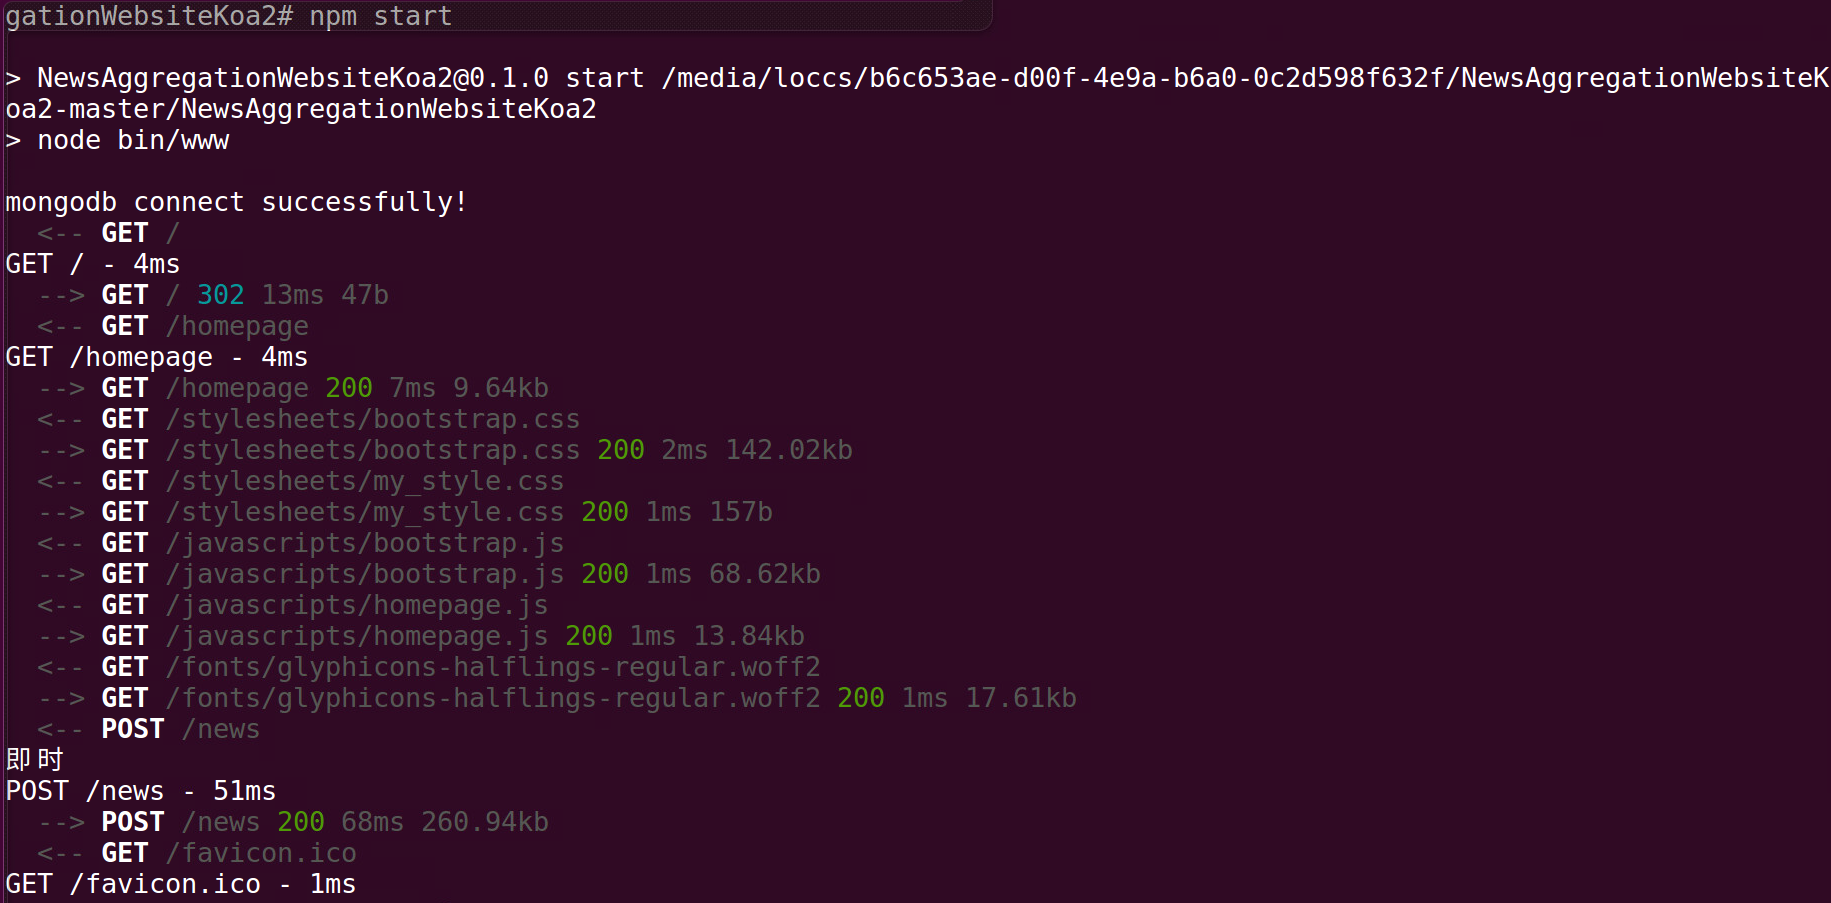 gationWebsiteKoa2# npm start
> NewsAggregationWebsiteKoa2@0.1.0 start /media/loccs/b6c653ae-d00f-4e9a-b6a0-0c2d598f632f/NewsAggregationWebsiteK
oa2-master/NewsAggregationWebsiteKoa2
> node bin/www
mongodb connect successfully!
<-- GET /
GET / - 4ms
--> GET / 302 13ms 47b
<-- GET /homepage
GET /homepage - 4ms
--> GET /homepage 200 7ms 9.64kb
<-- GET /stylesheets/bootstrap.css
--> GET /stylesheets/bootstrap.css 200 2ms 142.02kb
<-- GET /stylesheets/my_style.css
--> GET /stylesheets/my_style.css 200 1ms 157b
<-- GET /javascripts/bootstrap.js
--> GET /javascripts/bootstrap.js 200 1ms 68.62kb
<-- GET /javascripts/homepage.js
--> GET /javascripts/homepage.js 200 1ms 13.84kb
<-- GET /fonts/glyphicons-halflings-regular.woff2
--> GET /fonts/glyphicons-halflings-regular.woff2 200 1ms 17.61kb
<-- POST /news
即时
POST /news - 51ms
--> POST /news 200 68ms 260.94kb
<-- GET /favicon.ico
GET /favicon.ico - 1ms